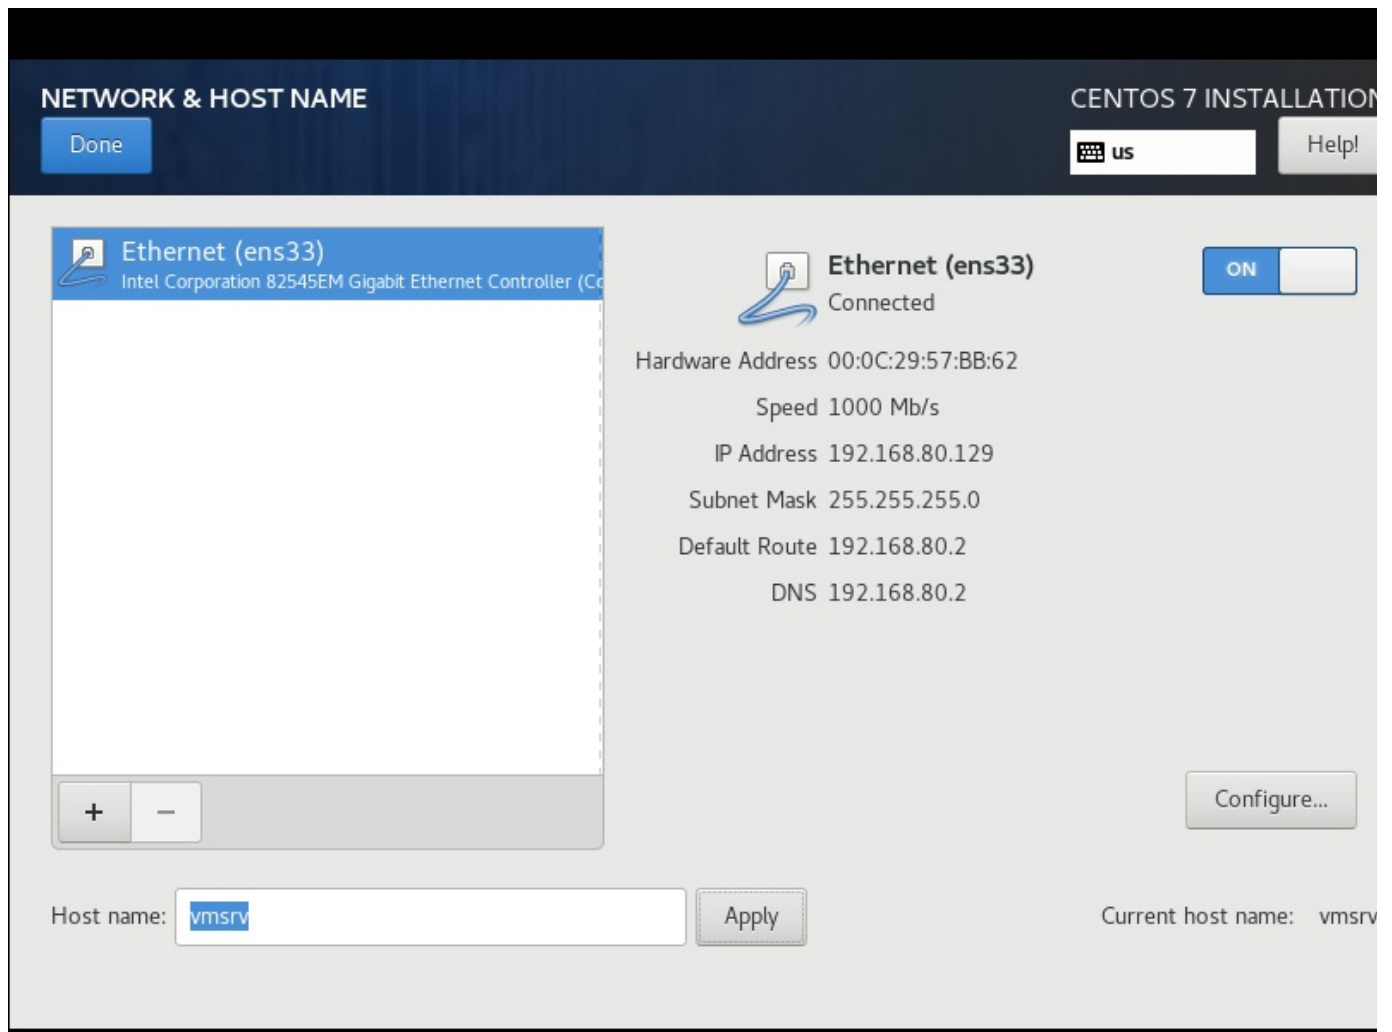 NETWORK & HOST NAME
CENTOS 7 INSTALLATION
Done
us
Help!
Ethernet (ens33)
Intel Corporation 82545EM Gigabit Ethernet Controller (Co
Ethernet (ens33)
Connected
ON
Hardware Address 00:0C:29:57:BB:62
Speed 1000 Mb/s
IP Address 192.168.80.129
Subnet Mask 255.255.255.0
Default Route 192.168.80.2
DNS 192.168.80.2
+ −
Configure...
Host name: vmsrv
Apply
Current host name: vmsrv